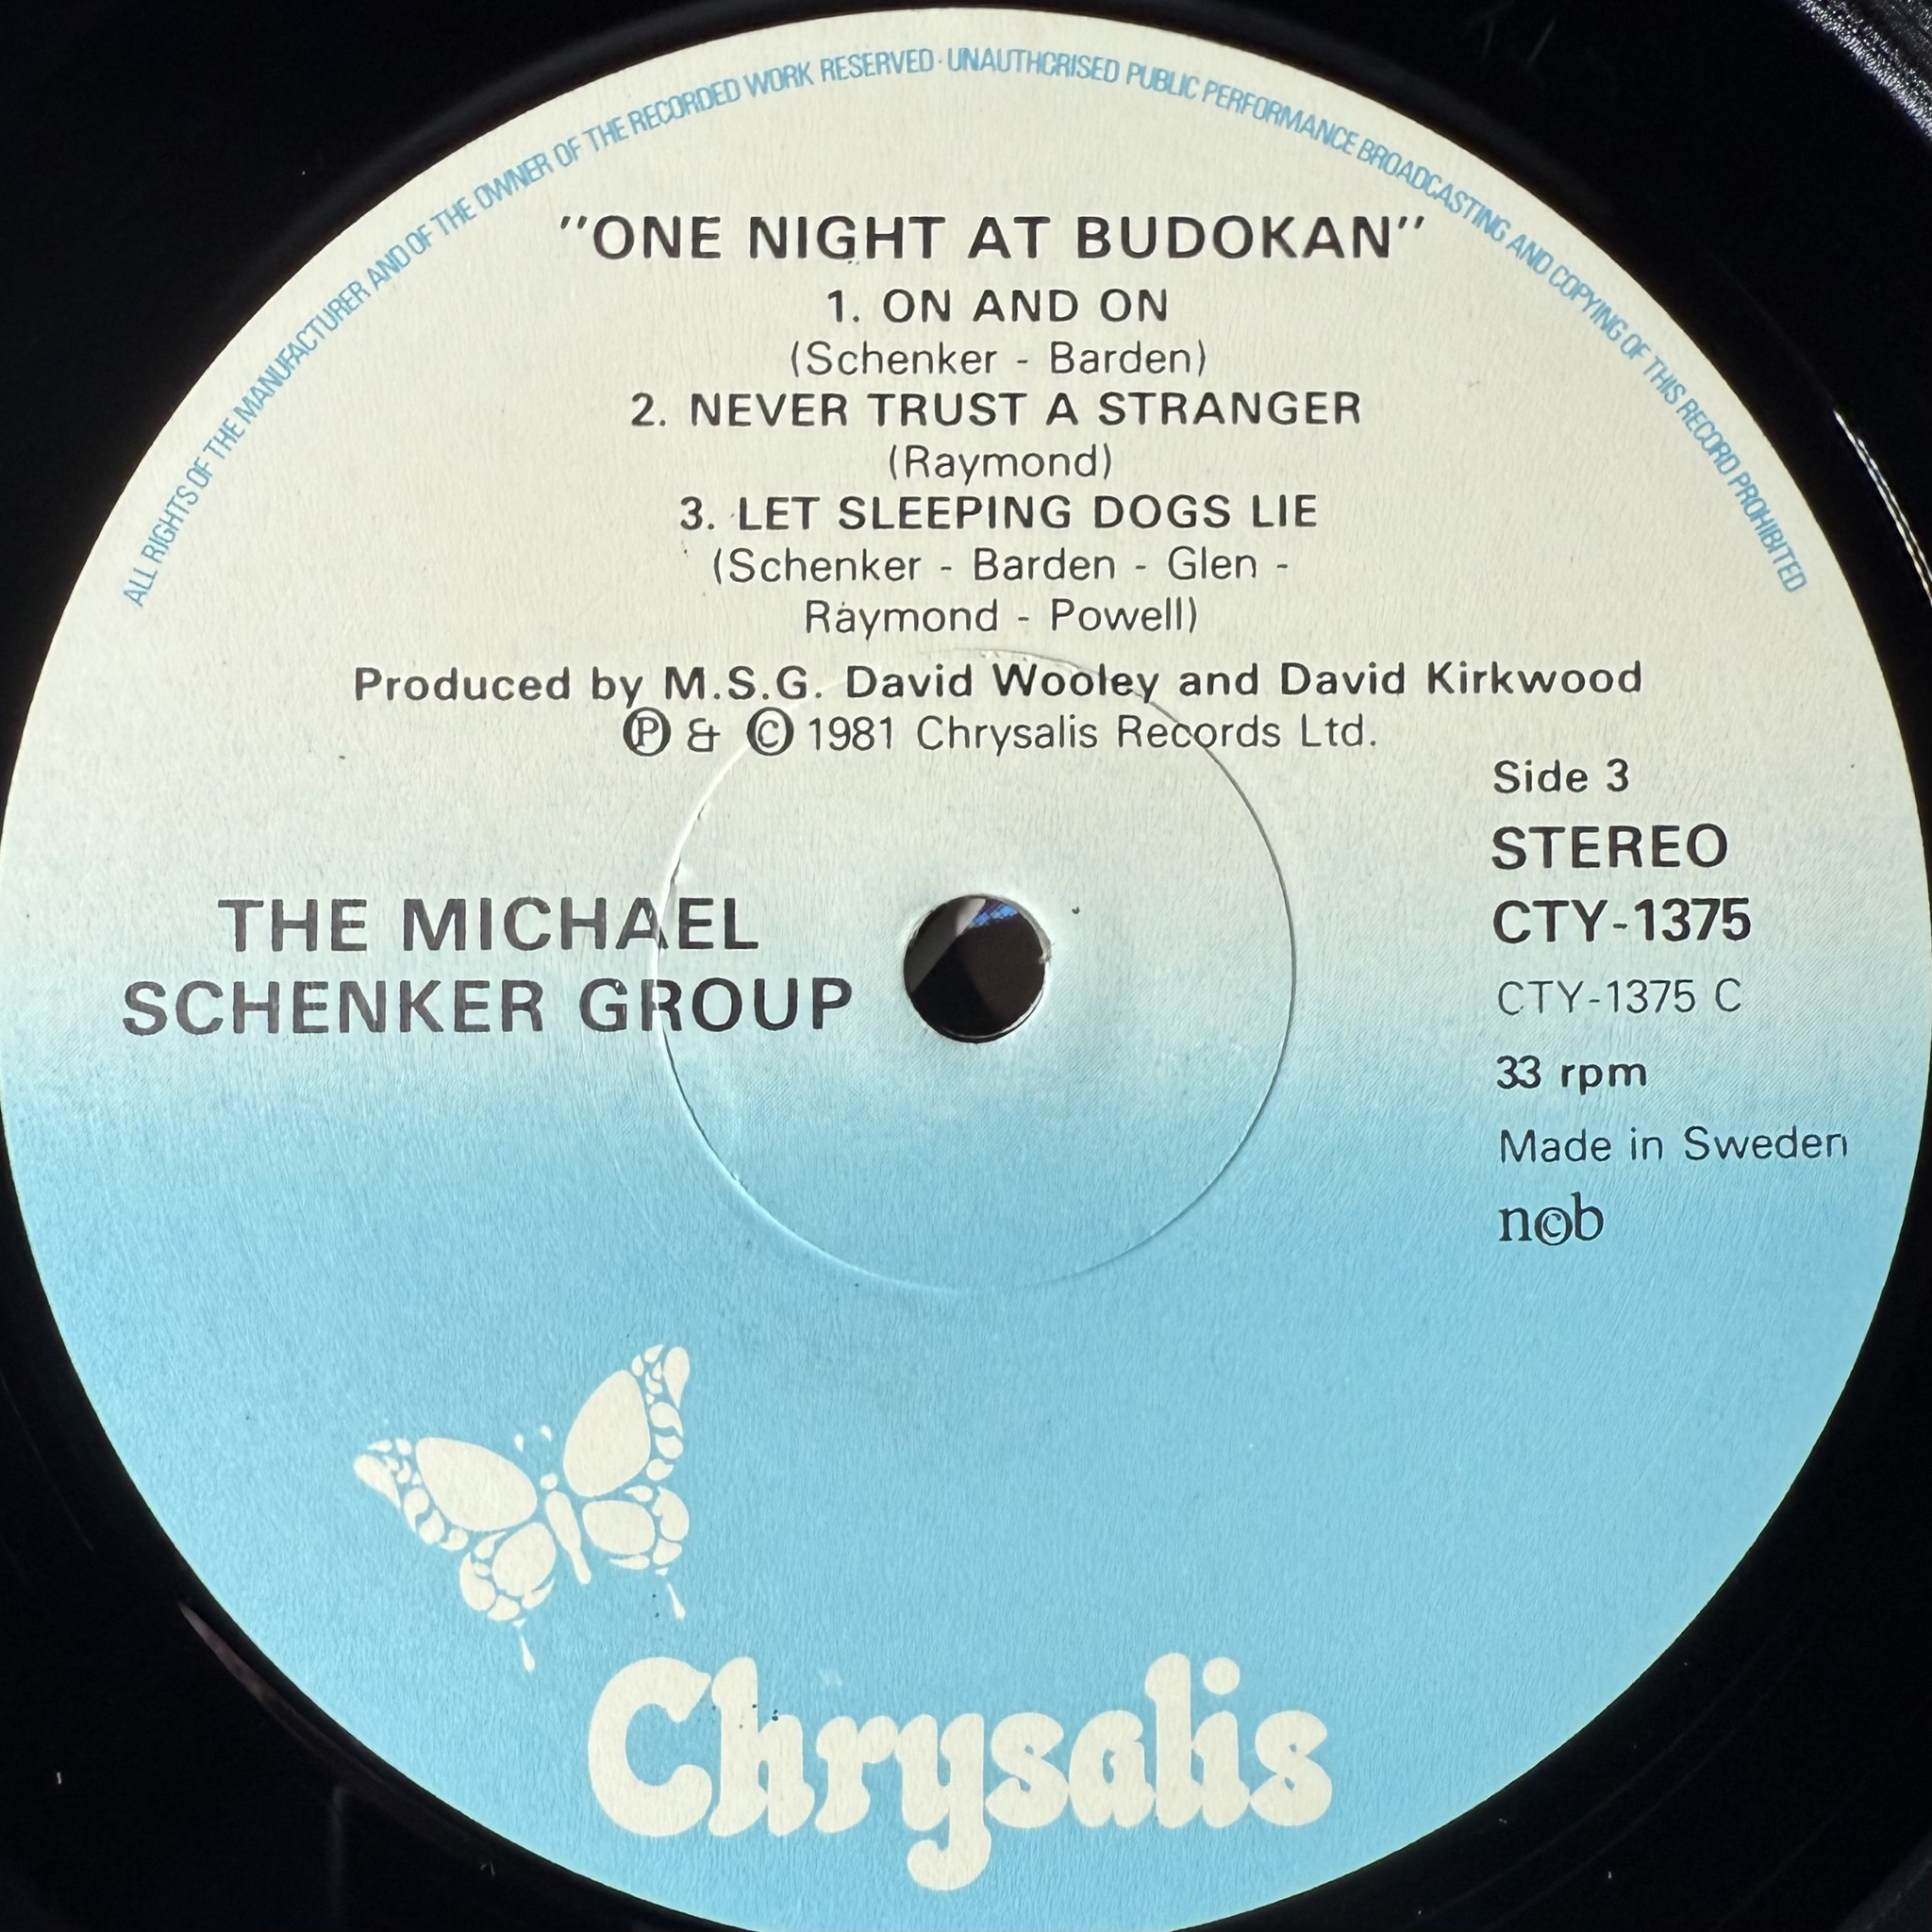 ALL RIGHTS OF THE MANUFACTURER AND OF THE OWNER OF THE RECORDED WORK RESERVED · UNAUTHORISED PUBLIC PERFORMANCE BROADCASTING AND COPYING OF THIS RECORD PROHIBITED
"ONE NIGHT AT BUDOKAN"
1. ON AND ON
(Schenker - Barden)
2. NEVER TRUST A STRANGER
(Raymond)
3. LET SLEEPING DOGS LIE
(Schenker - Barden - Glen -
Raymond - Powell)
Produced by M.S.G. David Wooley and David Kirkwood
Ⓟ & © 1981 Chrysalis Records Ltd.
Side 3
STEREO
CTY-1375
CTY-1375 C
33 rpm
Made in Sweden
n©b
THE MICHAEL
SCHENKER GROUP
Chrysalis